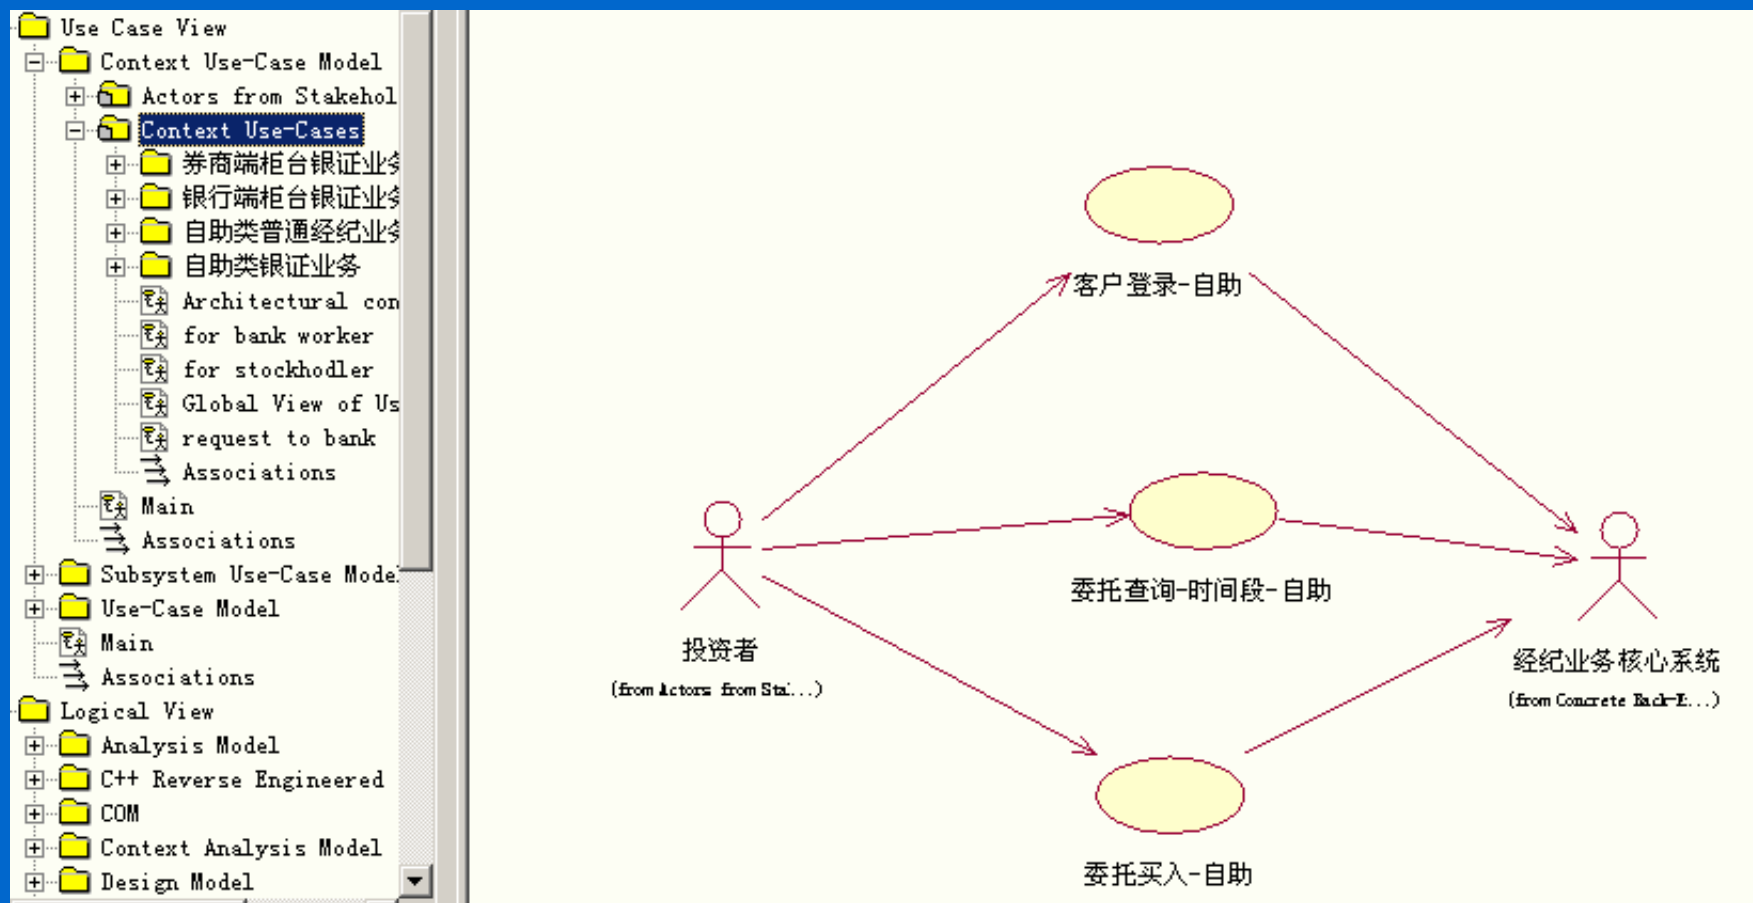 Use Case View
Context Use-Case Model
Actors from Stakehol
Context Use-Cases
券商端柜台银证业务
银行端柜台银证业务
自助类普通经纪业务
自助类银证业务
Architectural con
for bank worker
for stockhodler
Global View of Us
request to bank
Associations
Main
Associations
Subsystem Use-Case Model
Use-Case Model
Main
Associations
Logical View
Analysis Model
C++ Reverse Engineered
COM
Context Analysis Model
Design Model
客户登录-自助
委托查询-时间段-自助
投资者
(from Actors from Sta...)
经纪业务核心系统
(from Concrete Back-E...)
委托买入-自助